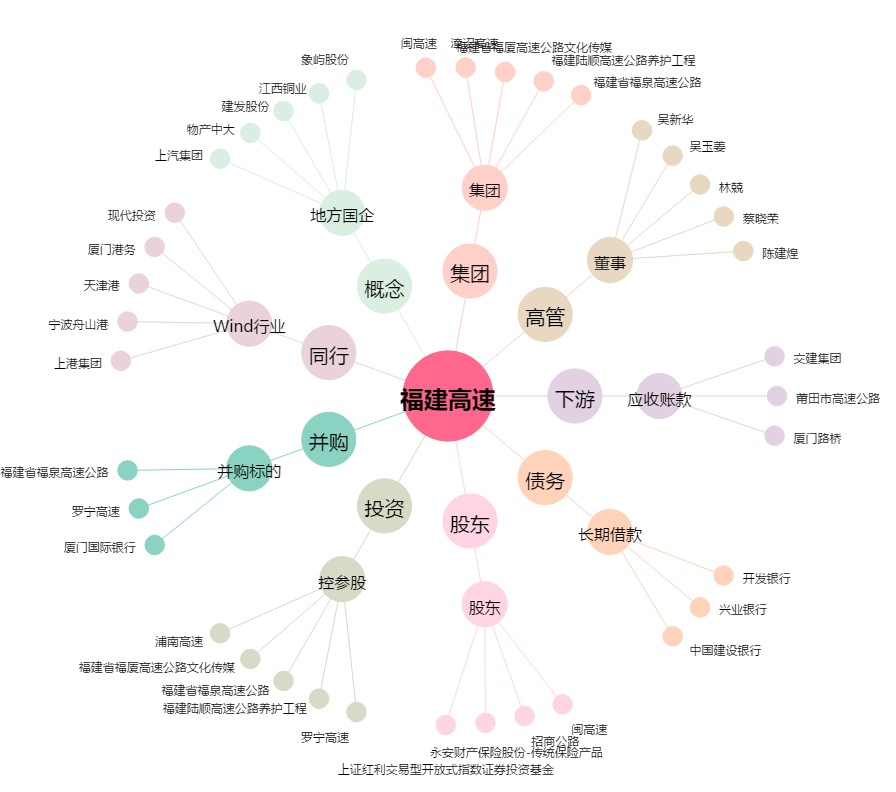 闽高速
漳诏高速
福建省福厦高速公路文化传媒
福建陆顺高速公路养护工程
福建省福泉高速公路
集团
集团
吴新华
吴玉姜
林兢
蔡晓荣
陈建煌
董事
高管
交建集团
莆田市高速公路
厦门路桥
应收账款
下游
开发银行
兴业银行
中国建设银行
长期借款
债务
闽高速
招商公路
永安财产保险股份-传统保险产品
上证红利交易型开放式指数证券投资基金
股东
股东
罗宁高速
福建陆顺高速公路养护工程
福建省福泉高速公路
福建省福厦高速公路文化传媒
浦南高速
控参股
投资
厦门国际银行
罗宁高速
福建省福泉高速公路
并购标的
并购
上港集团
宁波舟山港
天津港
厦门港务
现代投资
Wind行业
同行
上汽集团
物产中大
建发股份
江西铜业
象屿股份
地方国企
概念
福建高速